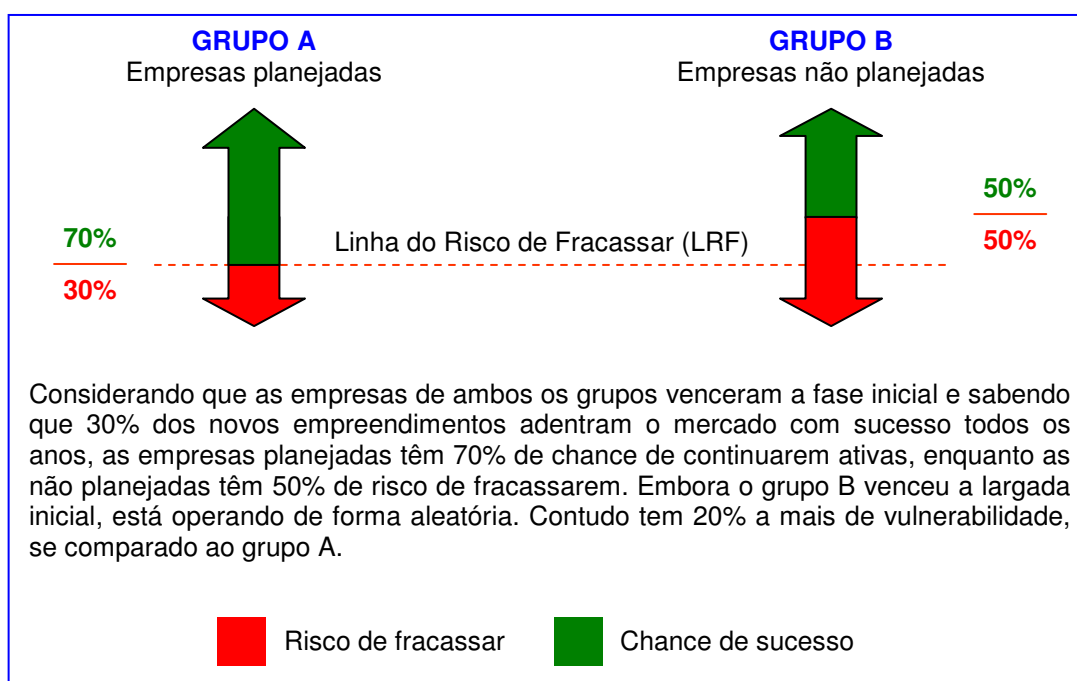 GRUPO A
Empresas planejadas
GRUPO B
Empresas não planejadas
70%
30%
Linha do Risco de Fracassar (LRF)
50%
50%
Considerando que as empresas de ambos os grupos venceram a fase inicial e sabendo
que 30% dos novos empreendimentos adentram o mercado com sucesso todos os
anos, as empresas planejadas têm 70% de chance de continuarem ativas, enquanto as
não planejadas têm 50% de risco de fracassarem. Embora o grupo B venceu a largada
inicial, está operando de forma aleatória. Contudo tem 20% a mais de vulnerabilidade,
se comparado ao grupo A.
Risco de fracassar
Chance de sucesso